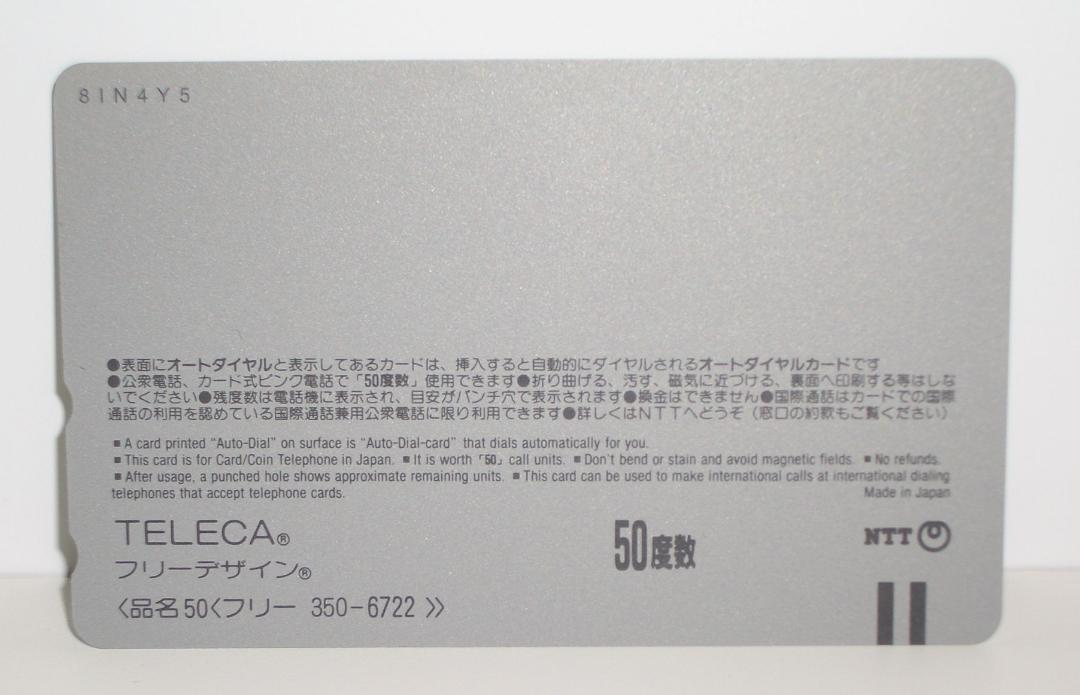 81N4Y5
●表面にオートダイヤルと表示してあるカードは、挿入すると自動的にダイヤルされるオートダイヤルカードです
●公衆電話、カード式ピンク電話で「50度数」使用できます●折り曲げる、汚す、磁気に近づける、裏面へ印刷する等はしな
いでください●残度数は電話機に表示され、目安がパンチ穴で表示されます●換金はできません●国際通話はカードでの国際
通話の利用を認めている国際通話兼用公衆電話に限り利用できます●詳しくはNTTへどうぞ（窓口の約款もご覧ください）
■ A card printed “Auto-Dial” on surface is “Auto-Dial-card” that dials automatically for you.
■ This card is for Card/Coin Telephone in Japan. ■ It is worth「50」call units. ■ Don't bend or stain and avoid magnetic fields. ■ No refunds.
■ After usage, a punched hole shows approximate remaining units. ■ This card can be used to make international calls at international dialing
telephones that accept telephone cards. Made in Japan
TELECA®
フリーデザイン®
50度数
NTT
〈品名50〈フリー 350-6722 》